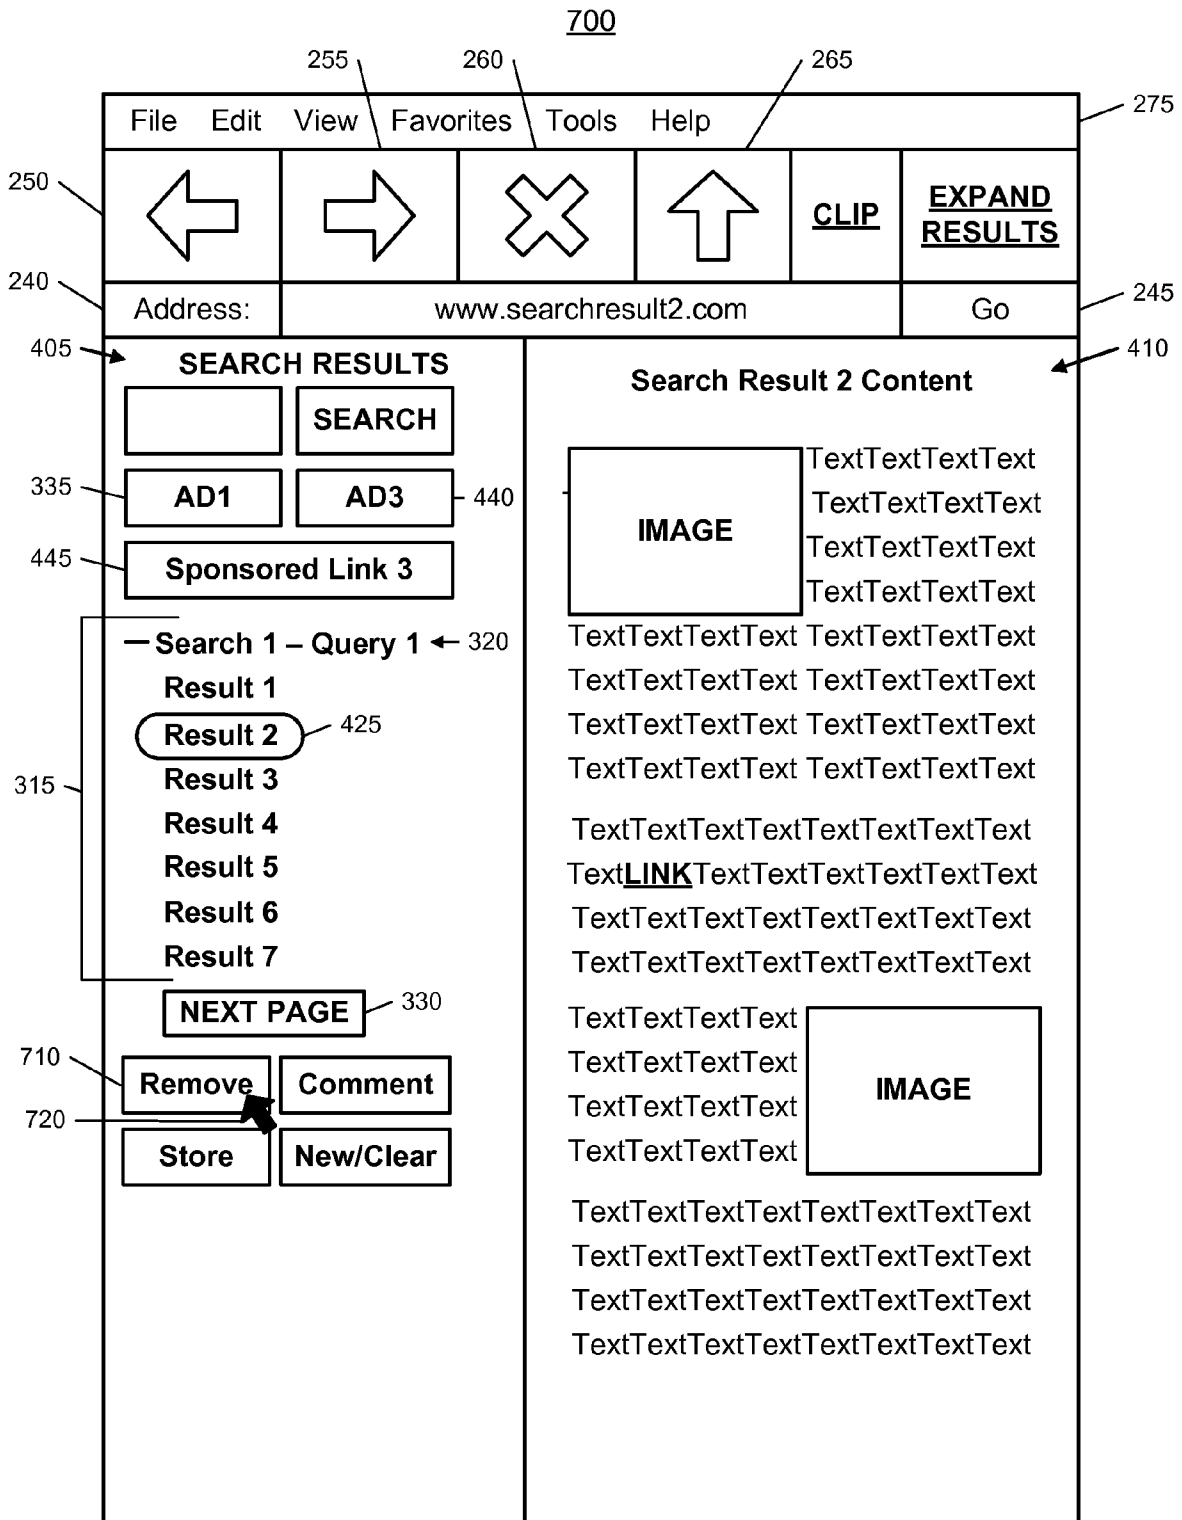 700
255 260 265
File Edit View Favorites Tools Help 275
250 CLIP EXPAND
RESULTS
240 Address: www.searchresult2.com Go 245
405 SEARCH RESULTS
SEARCH
335 AD1 AD3 440
445 Sponsored Link 3
– Search 1 – Query 1 320
Result 1
Result 2 425
315 Result 3
Result 4
Result 5
Result 6
Result 7
NEXT PAGE 330
710 Remove Comment
720
Store New/Clear
410
Search Result 2 Content
IMAGE
TextTextTextText
TextTextTextText
TextTextTextText
TextTextTextText
TextTextTextText TextTextTextText
TextTextTextText TextTextTextText
TextTextTextText TextTextTextText
TextTextTextText TextTextTextText
TextTextTextTextTextTextTextText
TextLINKTextTextTextTextTextText
TextTextTextTextTextTextTextText
TextTextTextTextTextTextTextText
TextTextTextText
TextTextTextText
TextTextTextText
TextTextTextText
IMAGE
TextTextTextTextTextTextTextText
TextTextTextTextTextTextTextText
TextTextTextTextTextTextTextText
TextTextTextTextTextTextTextText